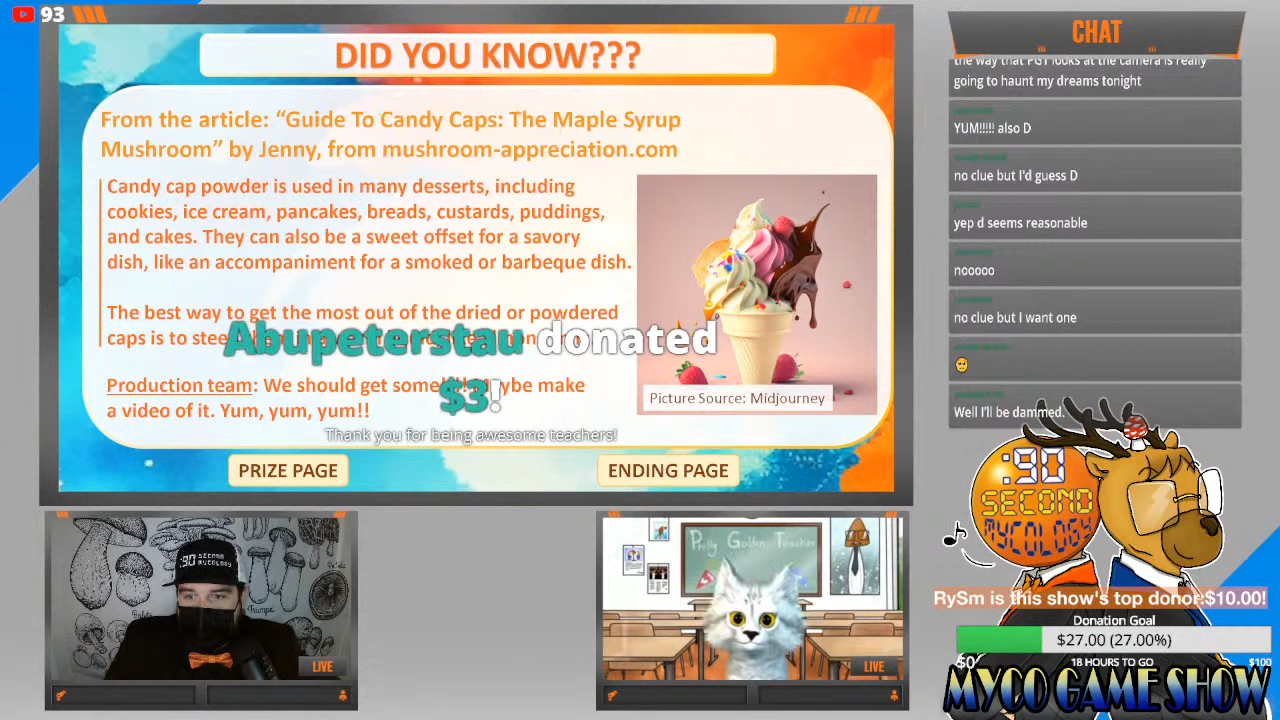 93
DID YOU KNOW???
From the article: “Guide To Candy Caps: The Maple Syrup
Mushroom” by Jenny, from mushroom-appreciation.com
Candy cap powder is used in many desserts, including
cookies, ice cream, pancakes, breads, custards, puddings,
and cakes. They can also be a sweet offset for a savory
dish, like an accompaniment for a smoked or barbeque dish.
The best way to get the most out of the dried or powdered
caps is to
Abupeterstau donated
$3!
Thank you for being awesome teachers!
Production team: We should get some make
a video of it. Yum, yum, yum!!
Picture Source: Midjourney
PRIZE PAGE
ENDING PAGE
CHAT
the way that PGT looks at the camera is really
going to haunt my dreams tonight
YUM!!!!! also D
no clue but I'd guess D
yep d seems reasonable
nooooo
no clue but I want one
Well I'll be dammed.
:90
SECOND
MYCOLOGY
RySm is this show's top donor:$10.00!
Donation Goal
$27.00 (27.00%)
$0
18 HOURS TO GO
$100
MYCO GAME SHOW
:90 SECOND
MYCOLOGY
LIVE
Pretty Golden Teacher
LIVE